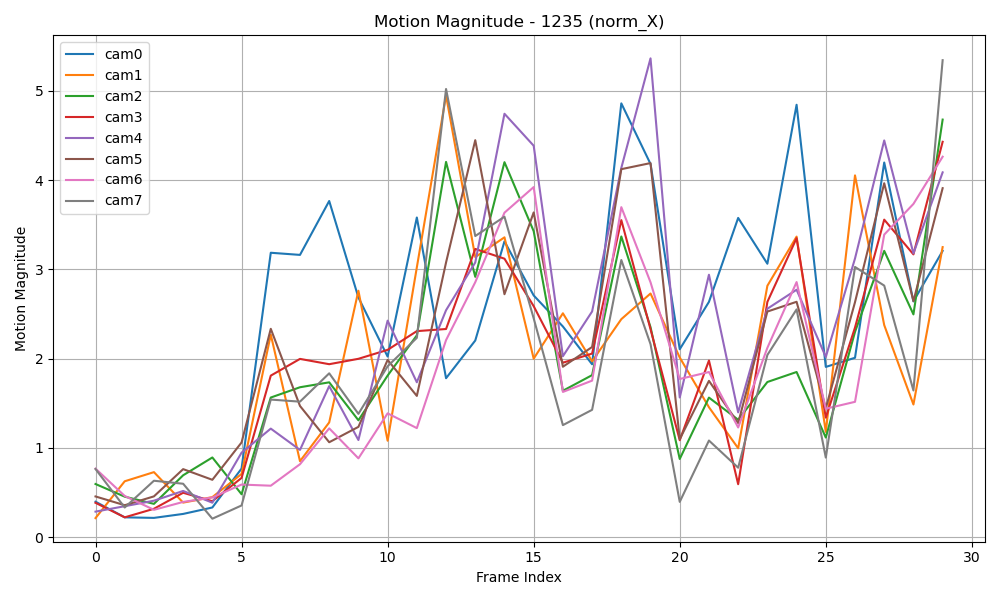 Motion Magnitude - 1235 (norm_X)
cam0
cam1
cam2
cam3
cam4
cam5
cam6
cam7
Motion Magnitude
5
4
3
2
1
0
0 5 10 15 20 25 30
Frame Index